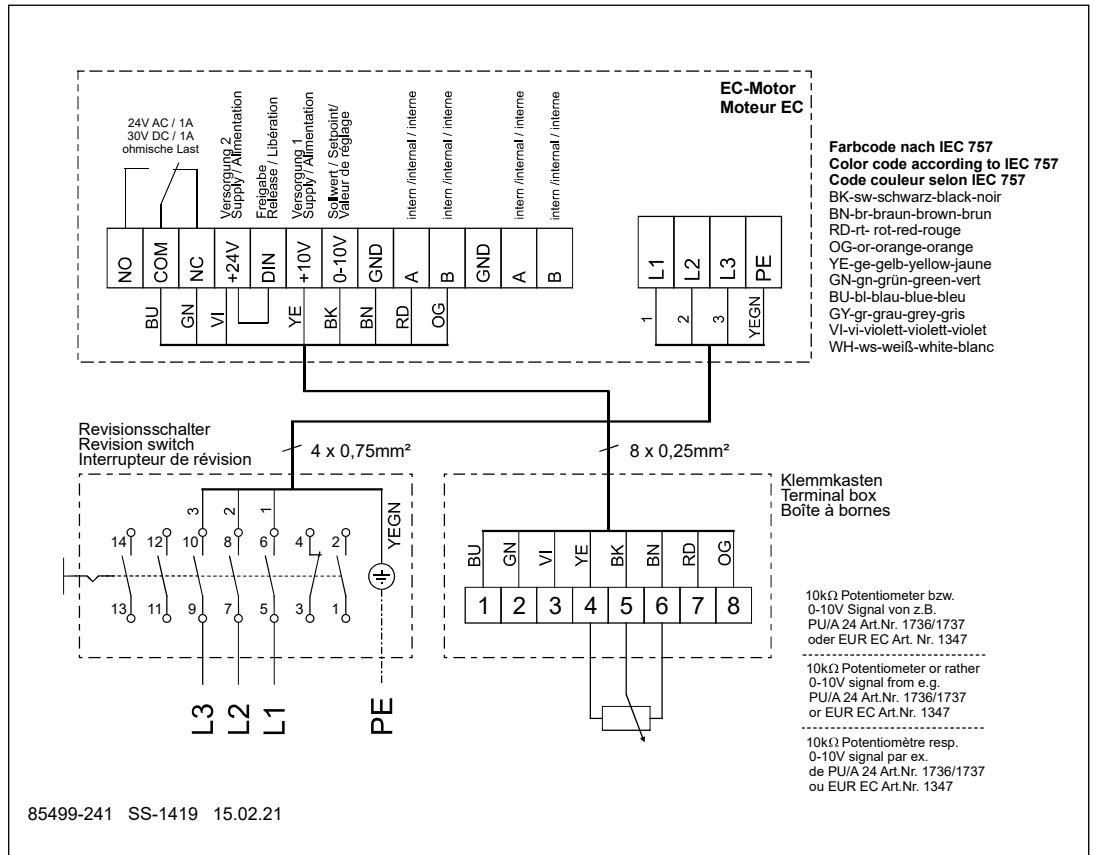 EC-Motor
Moteur EC
24V AC / 1A
30V DC / 1A
ohmische Last
Versorgung 2
Supply / Alimentation
Freigabe
Release / Libération
Versorgung 1
Supply / Alimentation
Sollwert / Setpoint/
Valeur de réglage
intern /internal / interne
intern /internal / interne
intern /internal / interne
intern /internal / interne
NO
COM
NC
+24V
DIN
+10V
0-10V
GND
A
B
GND
A
B
BU
GN
VI
YE
BK
BN
RD
OG
L1
L2
L3
PE
1
2
3
YEGN
Farbcode nach IEC 757
Color code according to IEC 757
Code couleur selon IEC 757
BK-sw-schwarz-black-noir
BN-br-braun-brown-brun
RD-rt- rot-red-rouge
OG-or-orange-orange
YE-ge-gelb-yellow-jaune
GN-gn-grün-green-vert
BU-bl-blau-blue-bleu
GY-gr-grau-grey-gris
VI-vi-violett-violett-violet
WH-ws-weiß-white-blanc
Revisionsschalter
Revision switch
Interrupteur de révision
4 x 0,75mm²
8 x 0,25mm²
3
2
1
YEGN
14
12
10
8
6
4
2
13
11
9
7
5
3
1
L3
L2
L1
PE
Klemmkasten
Terminal box
Boîte à bornes
BU
GN
VI
YE
BK
BN
RD
OG
1
2
3
4
5
6
7
8
10kΩ Potentiometer bzw.
0-10V Signal von z.B.
PU/A 24 Art.Nr. 1736/1737
oder EUR EC Art. Nr. 1347
10kΩ Potentiometer or rather
0-10V signal from e.g.
PU/A 24 Art.Nr. 1736/1737
or EUR EC Art.Nr. 1347
10kΩ Potentiomètre resp.
0-10V signal par ex.
de PU/A 24 Art.Nr. 1736/1737
ou EUR EC Art.Nr. 1347
85499-241 SS-1419 15.02.21